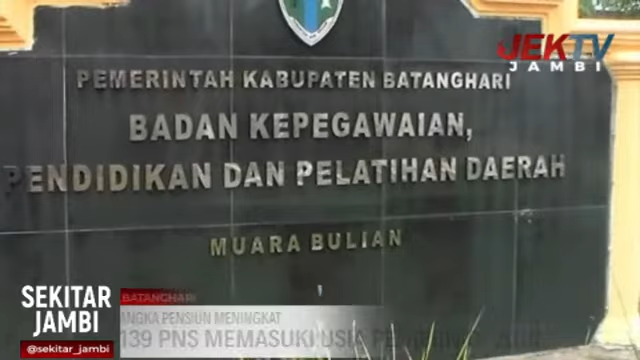 JEKTV
JAMBI
PEMERINTAH KABUPATEN BATANGHARI
BADAN KEPEGAWAIAN,
PENDIDIKAN DAN PELATIHAN DAERAH
MUARA BULIAN
BATANGHARI
SEKITAR
JAMBI
ANGKA PENSIUN MENINGKAT
139 PNS MEMASUKI USIA
@sekitar_jambi